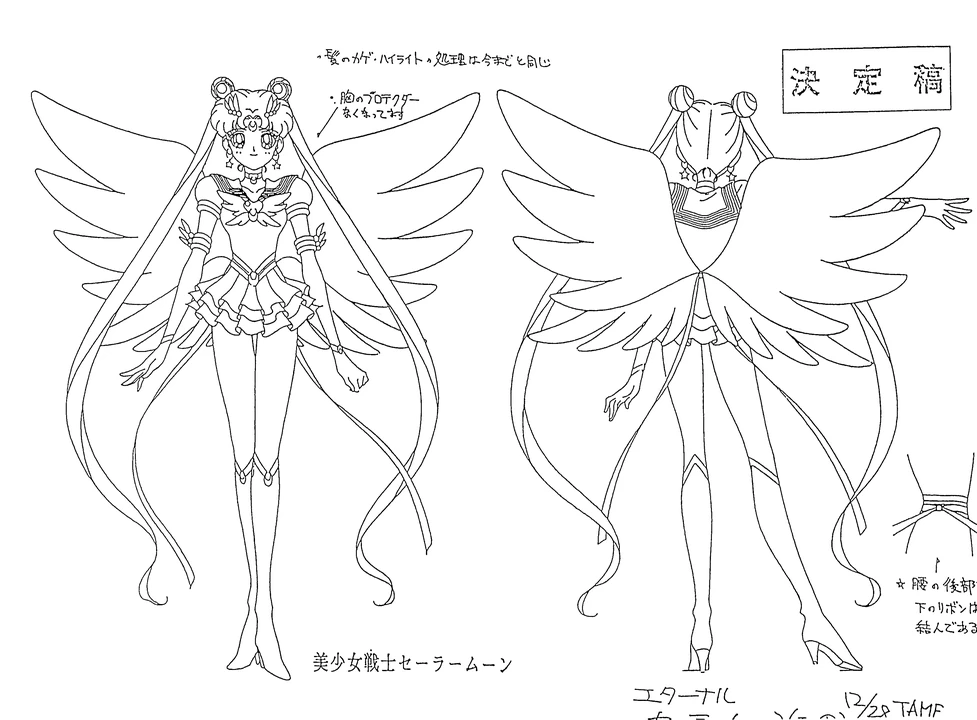 ・髪のカゲ・ハイライトの処理は今までと同じ
・胸のプロテクター
なくなってます
決定稿
☆腰の後部
下のリボンは
結んである
美少女戦士セーラームーン
エターナル
12/28 TAME